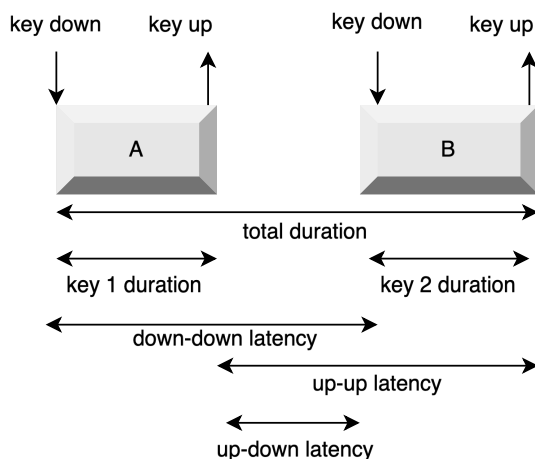 key down
key up
key down
key up
A
B
total duration
key 1 duration
key 2 duration
down-down latency
up-up latency
up-down latency